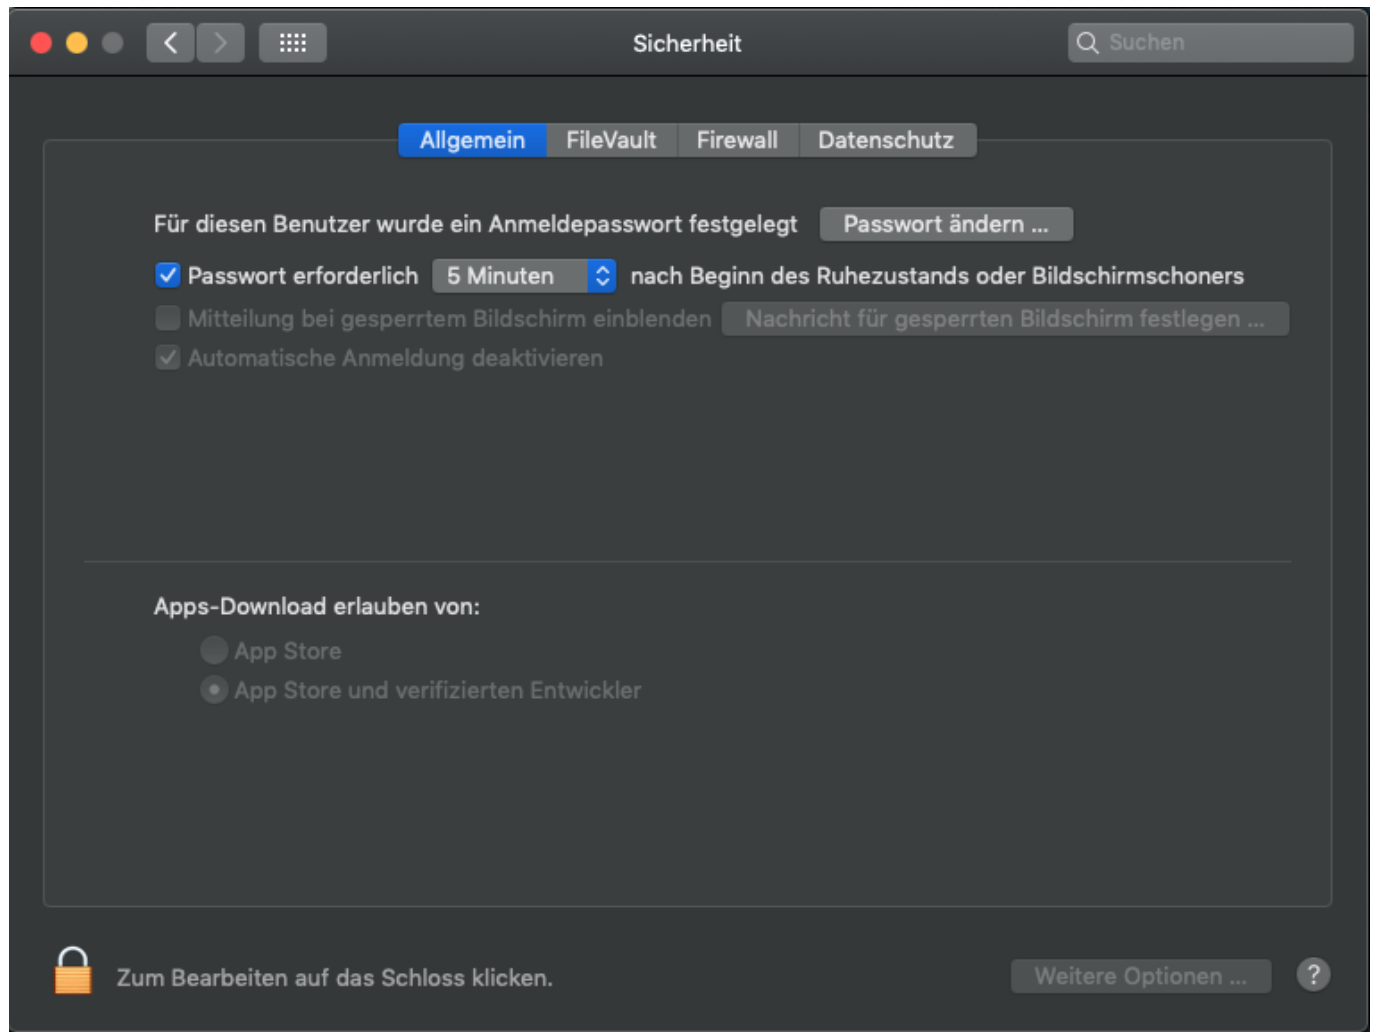 Sicherheit
Suchen
Allgemein FileVault Firewall Datenschutz
Für diesen Benutzer wurde ein Anmeldepasswort festgelegt Passwort ändern ...
Passwort erforderlich 5 Minuten nach Beginn des Ruhezustands oder Bildschirmschoners
Mitteilung bei gesperrtem Bildschirm einblenden Nachricht für gesperrten Bildschirm festlegen ...
Automatische Anmeldung deaktivieren
Apps-Download erlauben von:
App Store
App Store und verifizierten Entwickler
Zum Bearbeiten auf das Schloss klicken.
Weitere Optionen ... ?